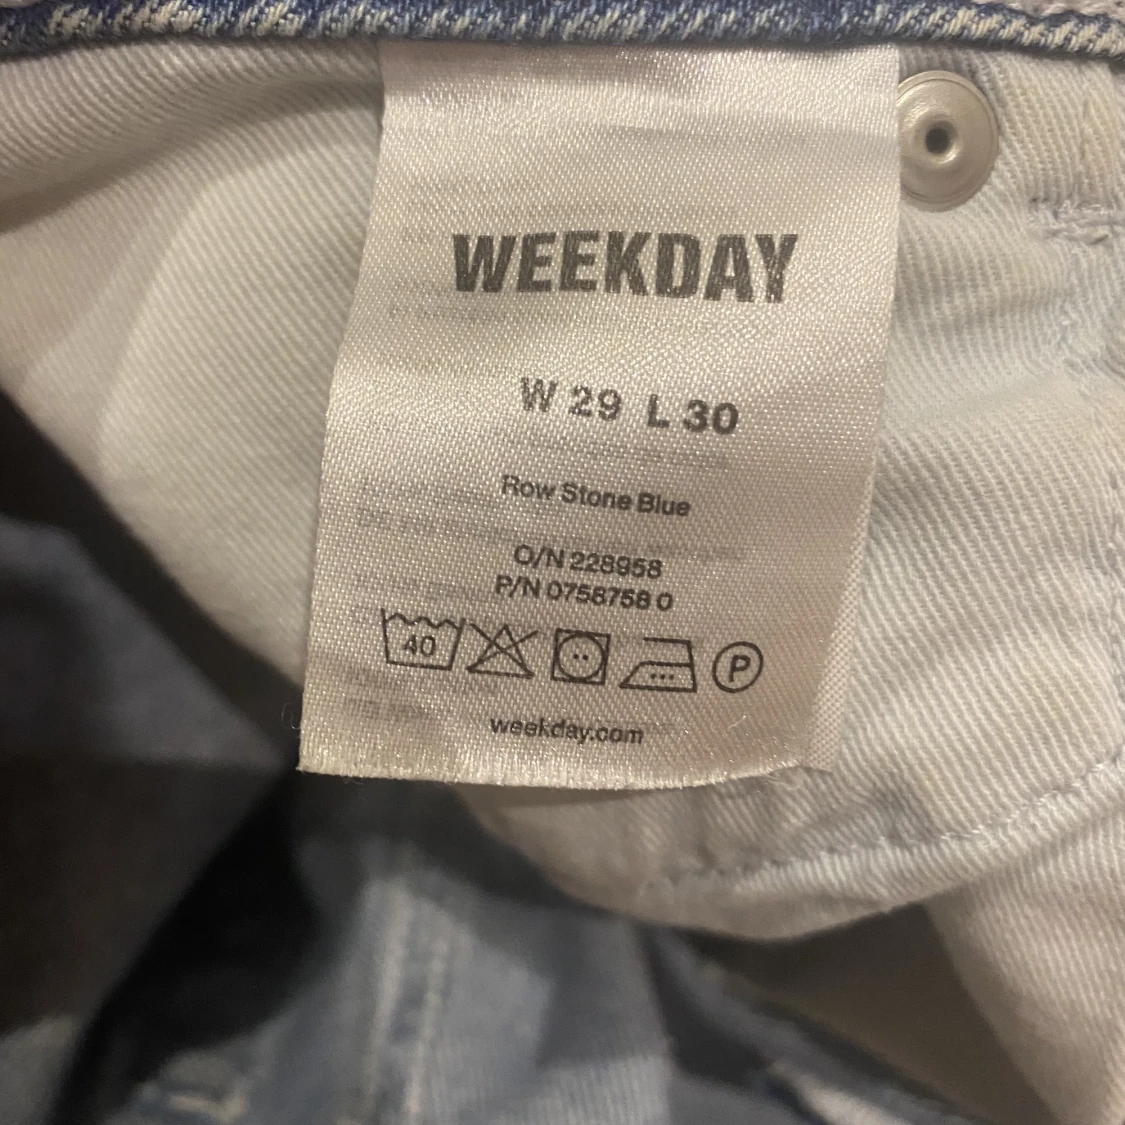 WEEKDAY
W 29 L 30
Row Stone Blue
O/N 228958
P/N 0758758 0
40
P
weekday.com